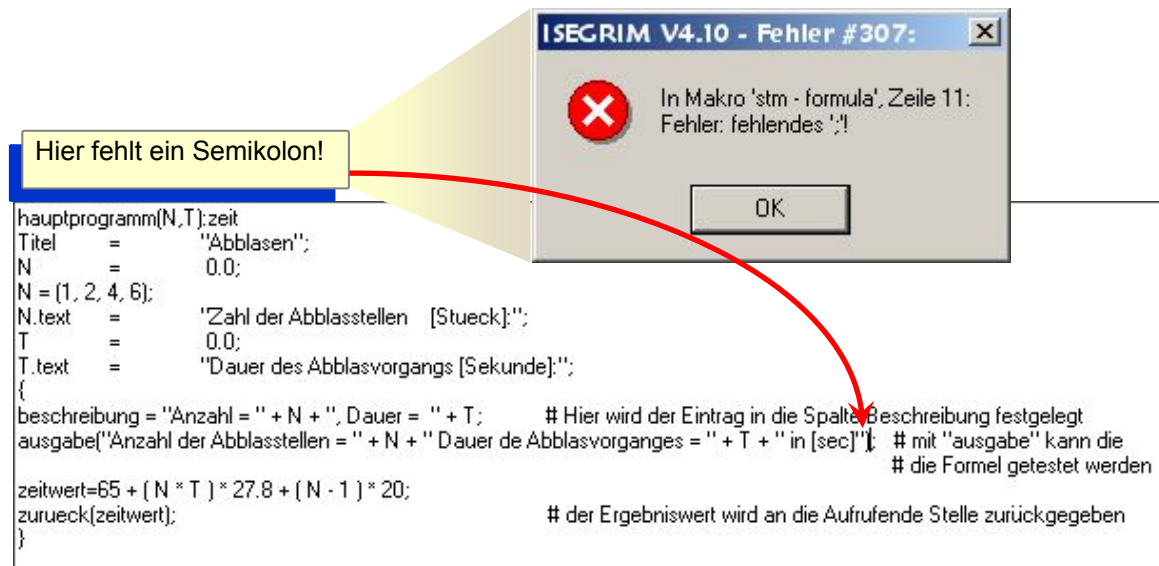 ISEGRIM V4.10 - Fehler #307:
In Makro 'stm - formula', Zeile 11:
Fehler: fehlendes ';'!
OK
Hier fehlt ein Semikolon!
hauptprogramm(N,T):zeit
Titel = "Abblasen";
N = 0.0;
N = (1, 2, 4, 6);
N.text = "Zahl der Abblasstellen [Stueck]:";
T = 0.0;
T.text = "Dauer des Abblasvorgangs [Sekunde]:";
{
beschreibung = "Anzahl = " + N + ", Dauer = " + T; # Hier wird der Eintrag in die Spalte Beschreibung festgelegt
ausgabe("Anzahl der Abblasstellen = " + N + " Dauer de Abblasvorganges = " + T + " in [sec]"); # mit "ausgabe" kann die
# die Formel getestet werden
zeitwert=65 + ( N * T ) * 27.8 + ( N - 1 ) * 20;
zurueck(zeitwert); # der Ergebniswert wird an die Aufrufende Stelle zurückgegeben
}